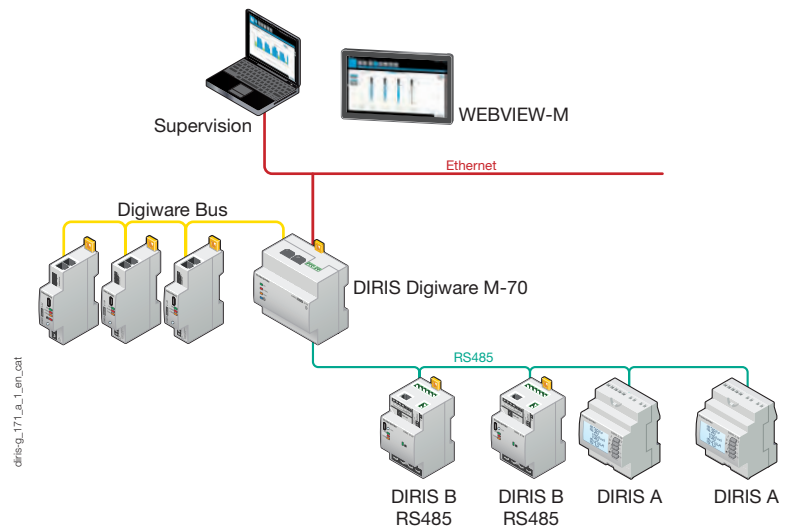 Supervision
WEBVIEW-M
Ethernet
Digiware Bus
DIRIS Digiware M-70
RS485
DIRIS B
RS485
DIRIS B
RS485
DIRIS A
DIRIS A
diris-g_171_a_1_en_cat